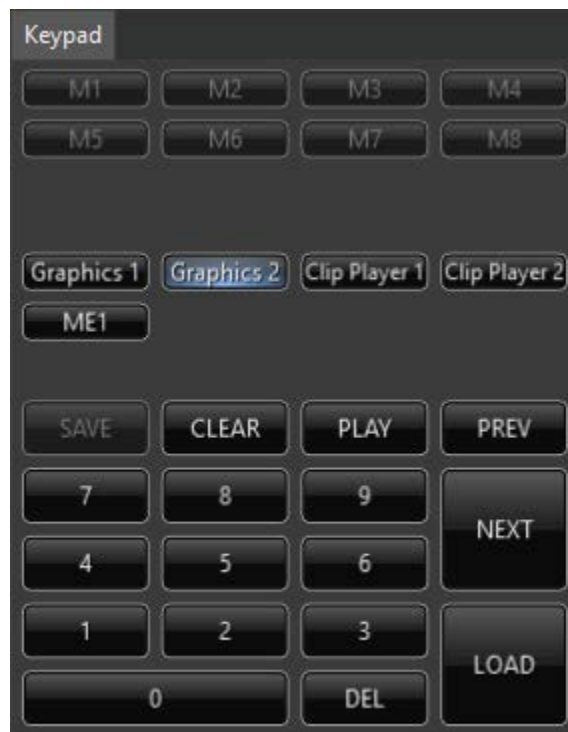 Keypad
M1 M2 M3 M4
M5 M6 M7 M8
Graphics 1 Graphics 2 Clip Player 1 Clip Player 2
ME1
SAVE CLEAR PLAY PREV
7 8 9
NEXT
4 5 6
1 2 3
LOAD
0 DEL